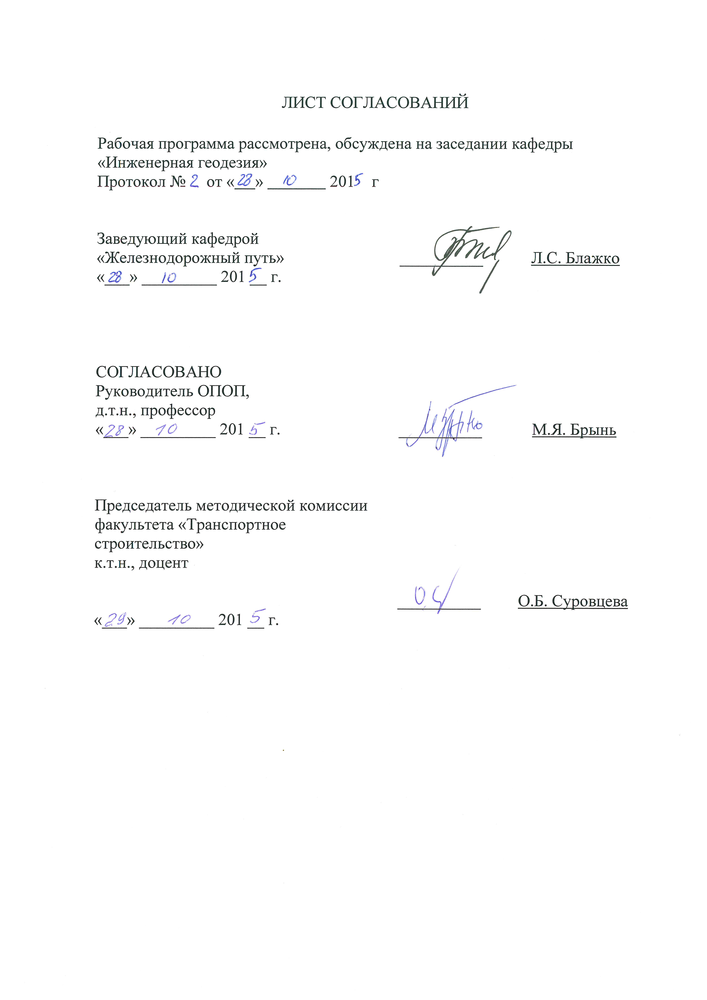 ЛИСТ СОГЛАСОВАНИЙ
Рабочая программа рассмотрена, обсуждена на заседании кафедры
«Инженерная геодезия»
Протокол № 2 от «28» 10 2015 г
Заведующий кафедрой
«Железнодорожный путь» Л.С. Блажко
«28» 10 2015 г.
СОГЛАСОВАНО
Руководитель ОПОП,
д.т.н., профессор
«28» 10 2015 г. М.Я. Брынь
Председатель методической комиссии
факультета «Транспортное
строительство»
к.т.н., доцент
О.Б. Суровцева
«29» 10 2015 г.